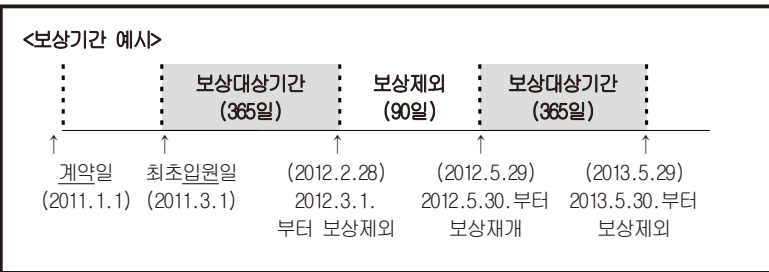 <보상기간 예시>
보상대상기간 보상제외 보상대상기간
(365일) (90일) (365일)
↑ ↑ ↑ ↑ ↑
계약일 최초입원일 (2012.2.28) (2012.5.29) (2013.5.29)
(2011.1.1) (2011.3.1) 2012.3.1. 2012.5.30.부터 2013.5.30.부터
부터 보상제외 보상재개 보상제외